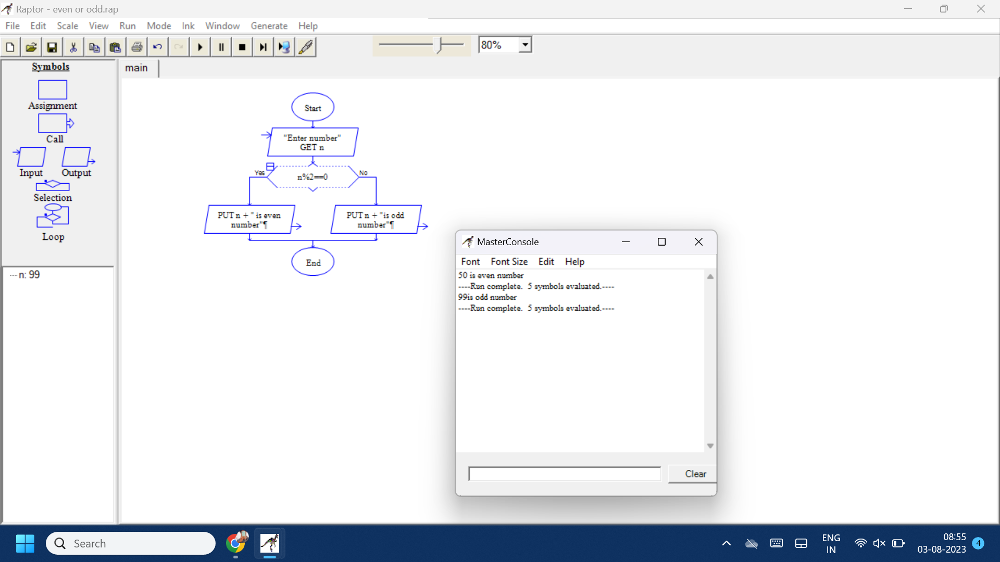 Raptor - even or odd.rap
File Edit Scale View Run Mode Ink Window Generate Help
80%
Symbols
Assignment
Call
Input Output
Selection
Loop
n: 99
main
Start
"Enter number"
GET n
Yes
n%2==0
No
PUT n + " is even
number"¶
PUT n + "is odd
number"¶
End
MasterConsole
Font Font Size Edit Help
50 is even number
----Run complete.  5 symbols evaluated.----
99is odd number
----Run complete.  5 symbols evaluated.----
Clear
Search
ENG
IN
08:55
03-08-2023
4